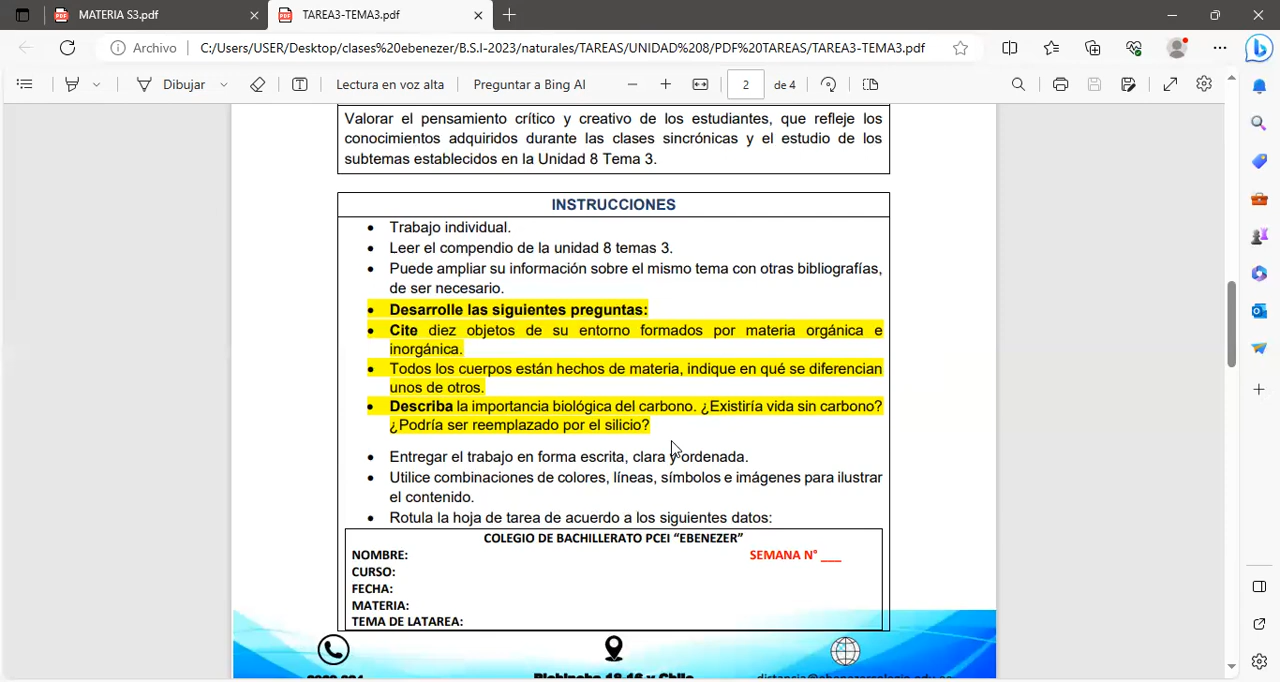 MATERIA S3.pdf
TAREA3-TEMA3.pdf
Archivo
C:/Users/USER/Desktop/clases%20ebenezer/B.S.I-2023/naturales/TAREAS/UNIDAD%208/PDF%20TAREAS/TAREA3-TEMA3.pdf
Dibujar
Lectura en voz alta
Preguntar a Bing AI
2 de 4
Valorar el pensamiento crítico y creativo de los estudiantes, que refleje los
conocimientos adquiridos durante las clases sincrónicas y el estudio de los
subtemas establecidos en la Unidad 8 Tema 3.
INSTRUCCIONES
• Trabajo individual.
• Leer el compendio de la unidad 8 temas 3.
• Puede ampliar su información sobre el mismo tema con otras bibliografías,
de ser necesario.
• Desarrolle las siguientes preguntas:
• Cite diez objetos de su entorno formados por materia orgánica e
inorgánica.
• Todos los cuerpos están hechos de materia, indique en qué se diferencian
unos de otros.
• Describa la importancia biológica del carbono. ¿Existiría vida sin carbono?
¿Podría ser reemplazado por el silicio?
• Entregar el trabajo en forma escrita, clara y ordenada.
• Utilice combinaciones de colores, líneas, símbolos e imágenes para ilustrar
el contenido.
• Rotula la hoja de tarea de acuerdo a los siguientes datos:
COLEGIO DE BACHILLERATO PCEI “EBENEZER”
NOMBRE: SEMANA N° ___
CURSO:
FECHA:
MATERIA:
TEMA DE LATAREA: